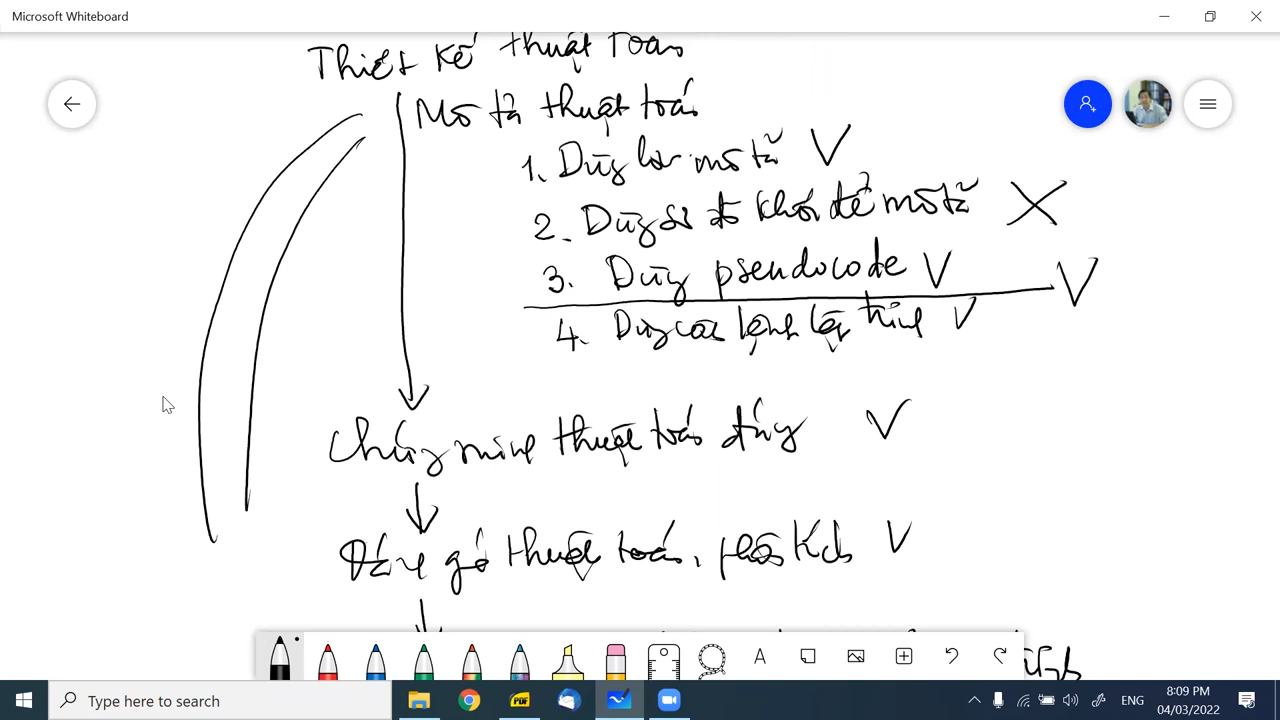 Microsoft Whiteboard
Thiết kế thuật toán
Mô tả thuật toán
1. Dùng lời mô tả V
2. Dùng sơ đồ khối để mô tả X
3. Dùng pseudocode V V
4. Dùng các lệnh lập trình V
Chứng minh thuật toán đúng V
Đánh giá thuật toán, phân tích V
Type here to search
ENG
8:09 PM
04/03/2022